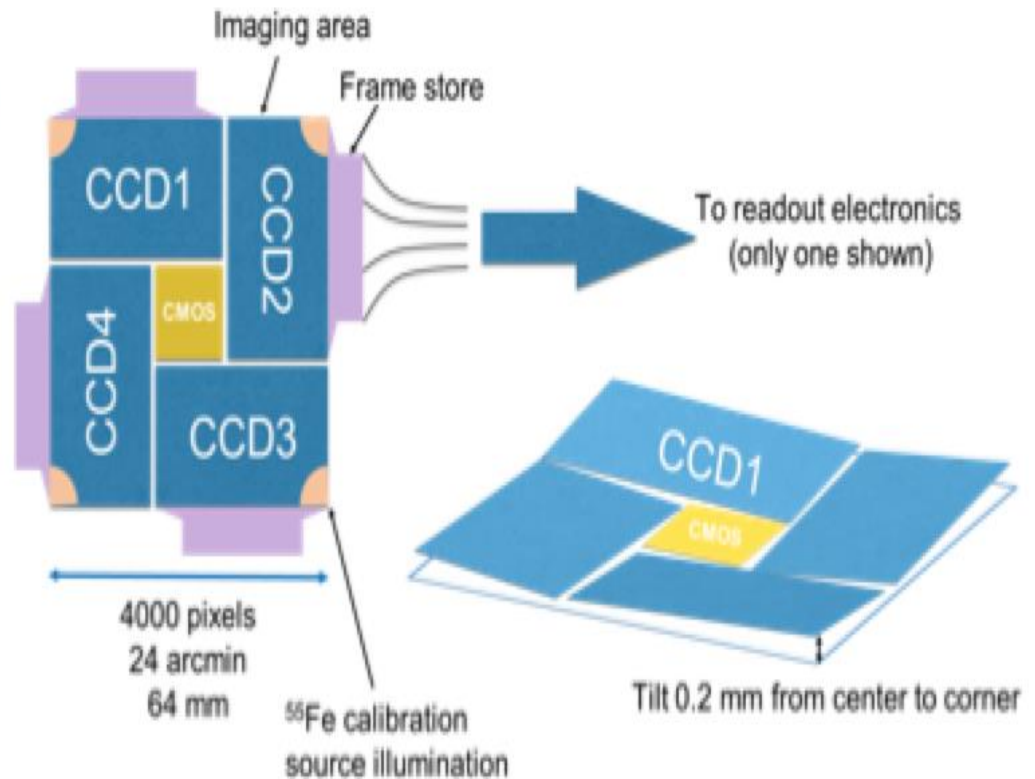 Imaging area
Frame store
CCD1
CCD2
CMOS
CCD4
CCD3
To readout electronics
(only one shown)
4000 pixels
24 arcmin
64 mm
⁵⁵Fe calibration
source illumination
CCD1
CMOS
Tilt 0.2 mm from center to corner